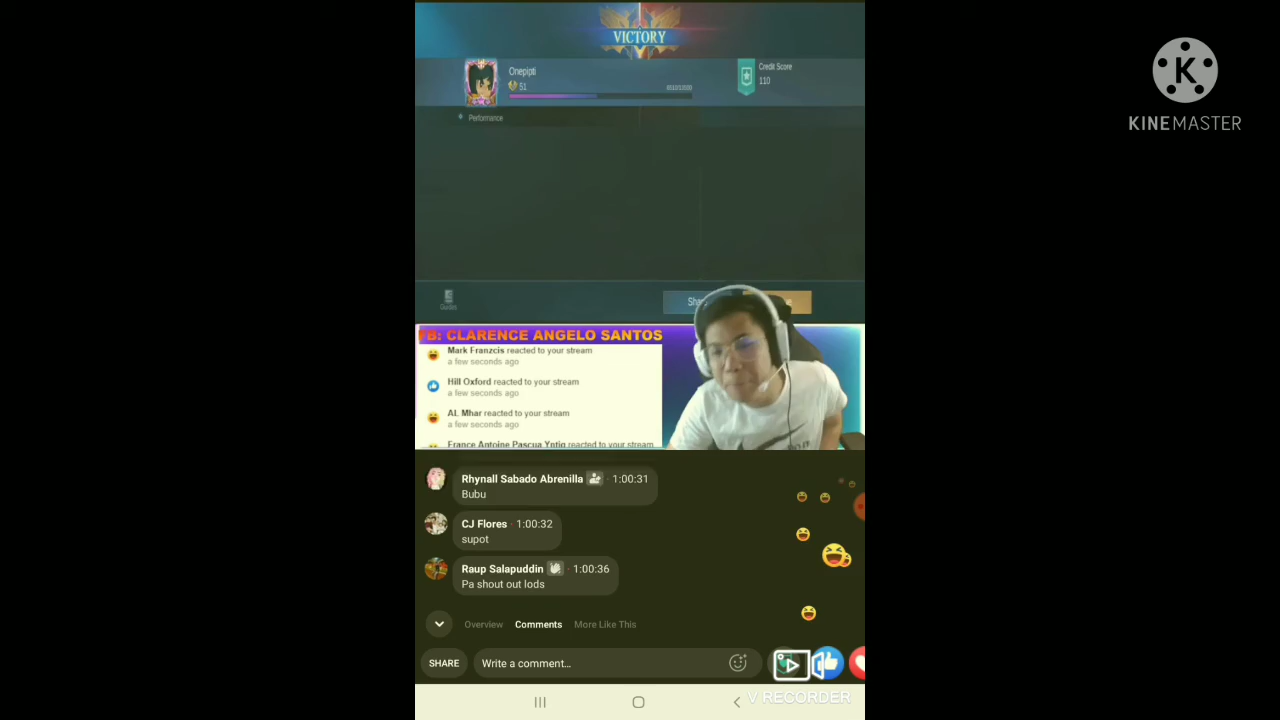 VICTORY
Onepipti
51
Credit Score
110
Performance
KINEMASTER
Guides
FB: CLARENCE ANGELO SANTOS
Mark Franzcis reacted to your stream
a few seconds ago
Hill Oxford reacted to your stream
a few seconds ago
AL Mhar reacted to your stream
a few seconds ago
France Antoine Pascua Yntig reacted to your stream
Rhynall Sabado Abrenilla · 1:00:31
Bubu
CJ Flores · 1:00:32
supot
Raup Salapuddin · 1:00:36
Pa shout out lods
Overview Comments More Like This
SHARE Write a comment...
V RECORDER